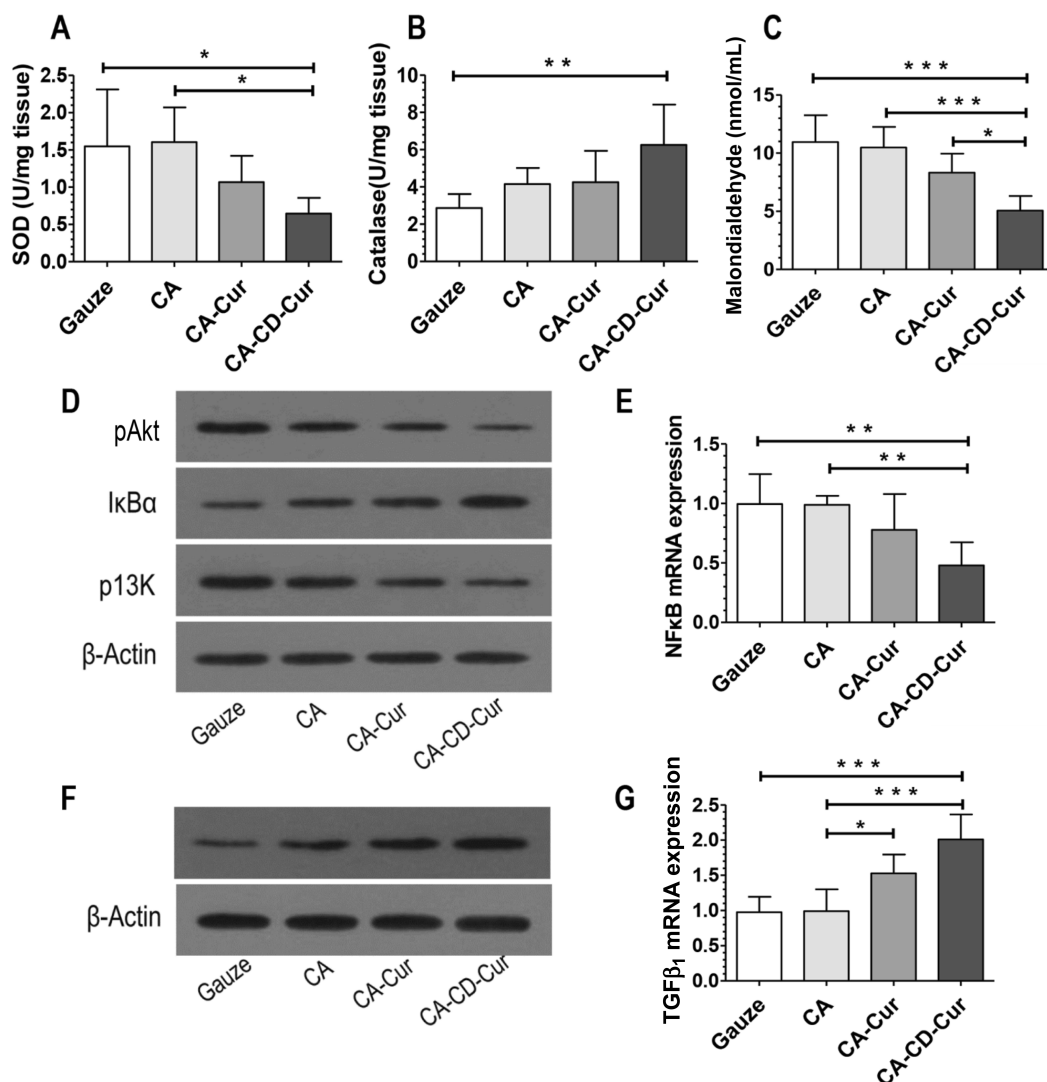 A
SOD (U/mg tissue)
2.5
2.0
1.5
1.0
0.5
0.0
*
*
Gauze
CA
CA-Cur
CA-CD-Cur
B
Catalase(U/mg tissue)
10
8
6
4
2
0
* *
Gauze
CA
CA-Cur
CA-CD-Cur
C
Malondialdehyde (nmol/mL)
15
10
5
0
* * *
* * *
*
Gauze
CA
CA-Cur
CA-CD-Cur
D
pAkt
IκBα
p13K
β-Actin
Gauze
CA
CA-Cur
CA-CD-Cur
E
NFκB mRNA expression
1.5
1.0
0.5
0.0
* *
* *
Gauze
CA
CA-Cur
CA-CD-Cur
F
β-Actin
Gauze
CA
CA-Cur
CA-CD-Cur
G
TGFβ₁ mRNA expression
2.5
2.0
1.5
1.0
0.5
0.0
* * *
* * *
*
Gauze
CA
CA-Cur
CA-CD-Cur